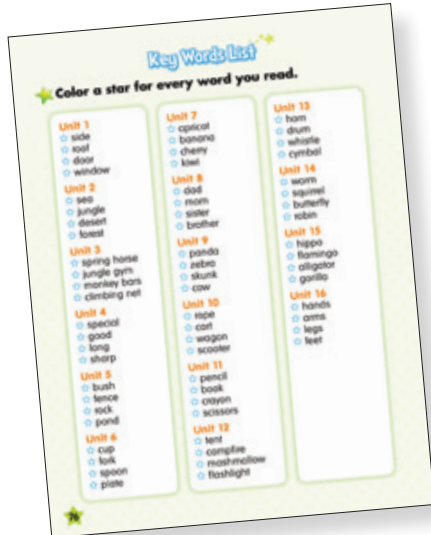 Key Words List
Color a star for every word you read.
Unit 1
side
roof
door
window
Unit 2
sea
jungle
desert
forest
Unit 3
spring horse
jungle gym
monkey bars
climbing net
Unit 4
special
good
long
sharp
Unit 5
bush
fence
rock
pond
Unit 6
cup
fork
spoon
plate
Unit 7
apricot
banana
cherry
kiwi
Unit 8
dad
mom
sister
brother
Unit 9
panda
zebra
skunk
cow
Unit 10
rope
cart
wagon
scooter
Unit 11
pencil
book
crayon
scissors
Unit 12
tent
campfire
mashmallow
flashlight
Unit 13
horn
drum
whistle
cymbal
Unit 14
worm
squirrel
butterfly
robin
Unit 15
hippo
flamingo
alligator
gorilla
Unit 16
hands
arms
legs
feet
76